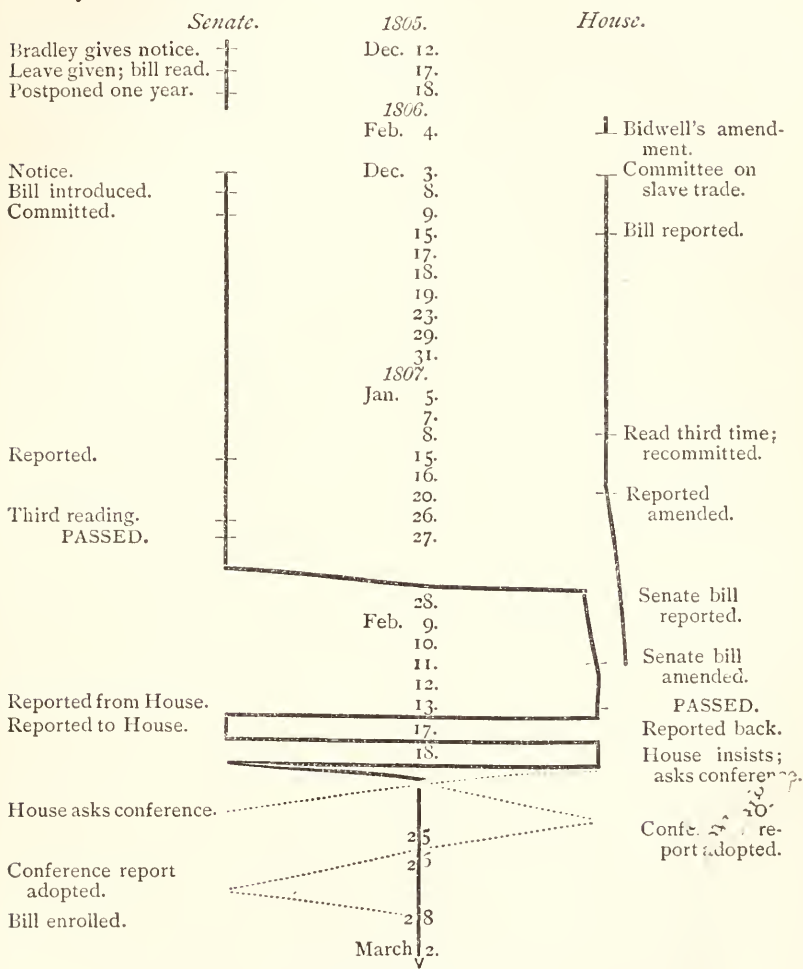 Senate. 1805. House.
Bradley gives notice. Dec. 12.
Leave given; bill read. 17.
Postponed one year. 18.
1806.
Feb. 4. Bidwell's amend-
ment.
Notice. Dec. 3. Committee on
Bill introduced. 8. slave trade.
Committed. 9.
15. Bill reported.
17.
18.
19.
23.
29.
31.
1807.
Jan. 5.
7.
8. Read third time;
Reported. 15. recommitted.
16.
20. Reported
Third reading. 26. amended.
PASSED. 27.
28. Senate bill
Feb. 9. reported.
10.
11. Senate bill
12. amended.
Reported from House. 13. PASSED.
Reported to House. 17. Reported back.
18. House insists;
asks conference.
House asks conference.
25 re-
26 port adopted.
Conference report
adopted.
Bill enrolled. 28
March 2.